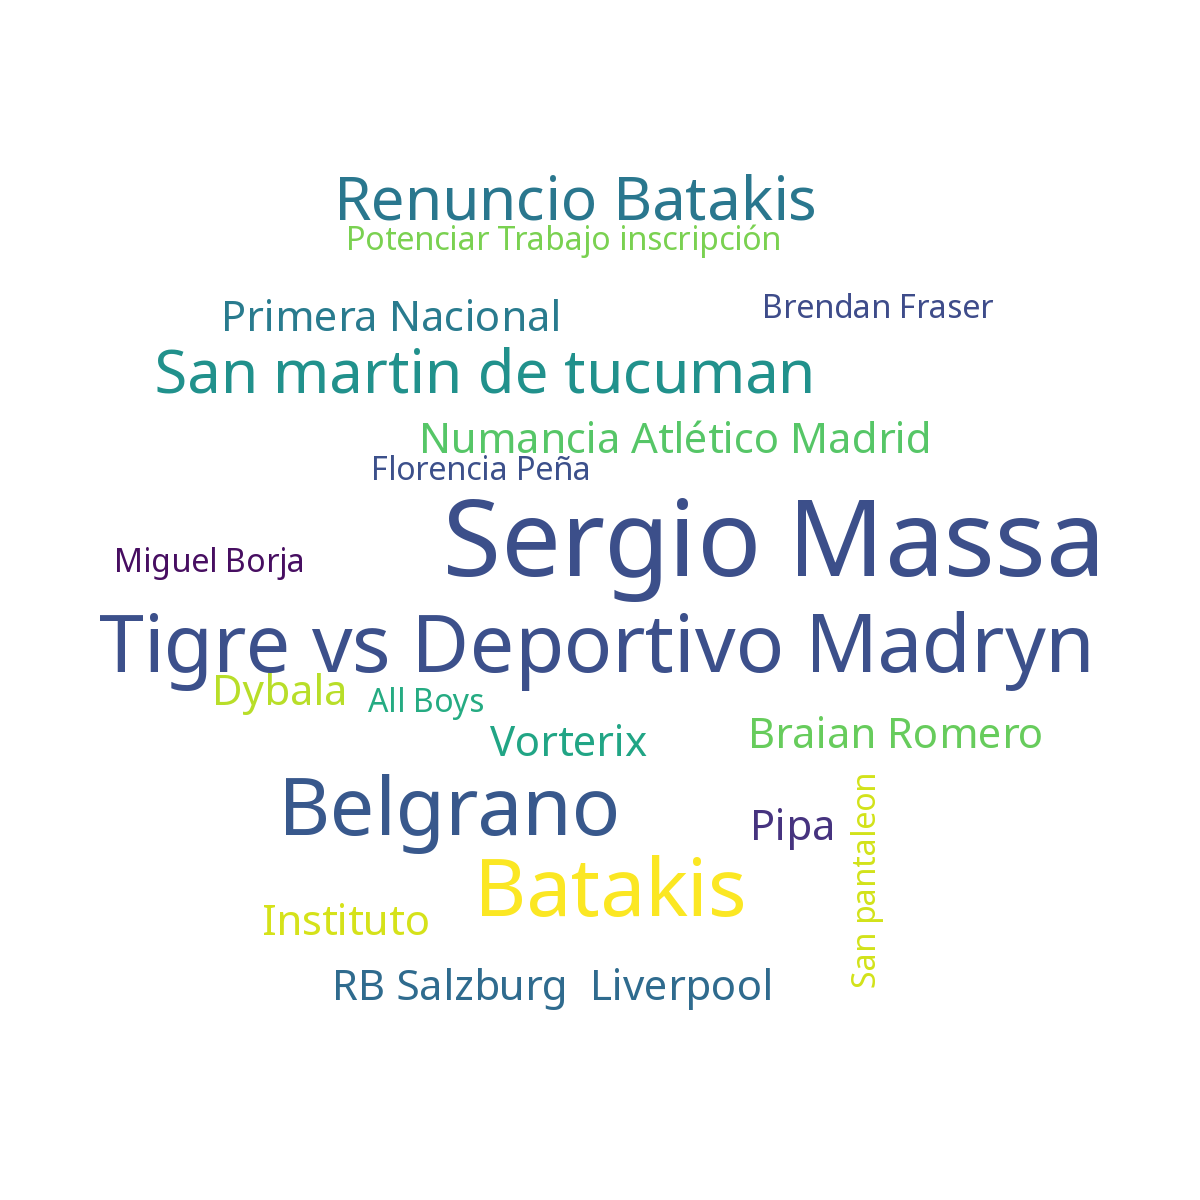 Renuncio Batakis
Potenciar Trabajo inscripción
Brendan Fraser
Primera Nacional
San martin de tucuman
Numancia Atlético Madrid
Florencia Peña
Sergio Massa
Miguel Borja
Tigre vs Deportivo Madryn
Dybala
All Boys
Braian Romero
Vorterix
Belgrano
Pipa
San pantaleon
Batakis
Instituto
RB Salzburg  Liverpool